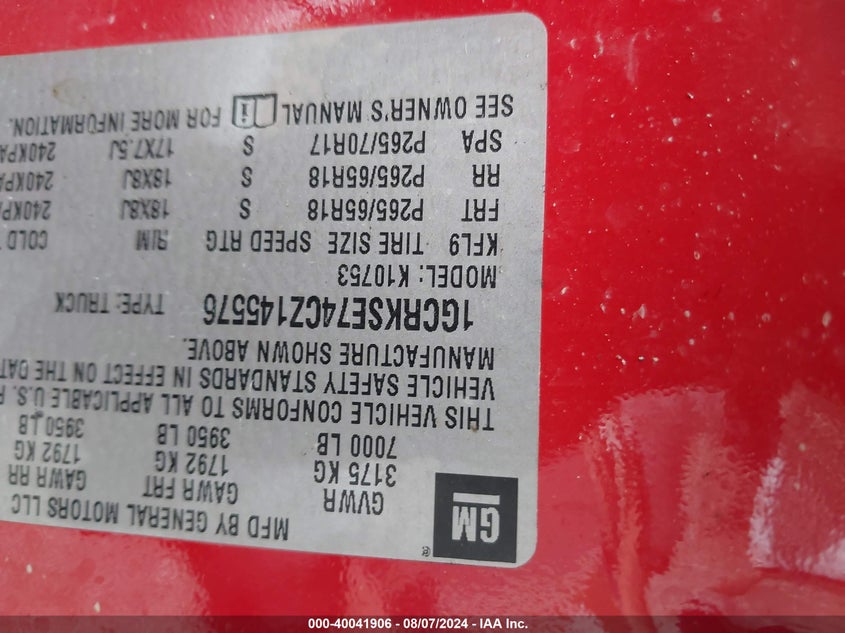 GM
®
MFD BY GENERAL MOTORS LLC
GVWR GAWR FRT GAWR RR
3175 KG 1792 KG 1792 KG
7000 LB 3950 LB 3950 LB
THIS VEHICLE CONFORMS TO ALL APPLICABLE U.S.
VEHICLE SAFETY STANDARDS IN EFFECT ON THE DAT
MANUFACTURE SHOWN ABOVE.
1GCRKSE74CZ145576 TYPE: TRUCK
MODEL: K10753
KFL9 TIRE SIZE SPEED RTG RIM COLD
FRT P265/65R18 S 18X8J 240KPA
RR P265/65R18 S 18X8J 240KPA
SPA P265/70R17 S 17X7.5J 240KPA
SEE OWNER'S MANUAL i FOR MORE INFORMATION.
000-40041906 - 08/07/2024 - IAA Inc.